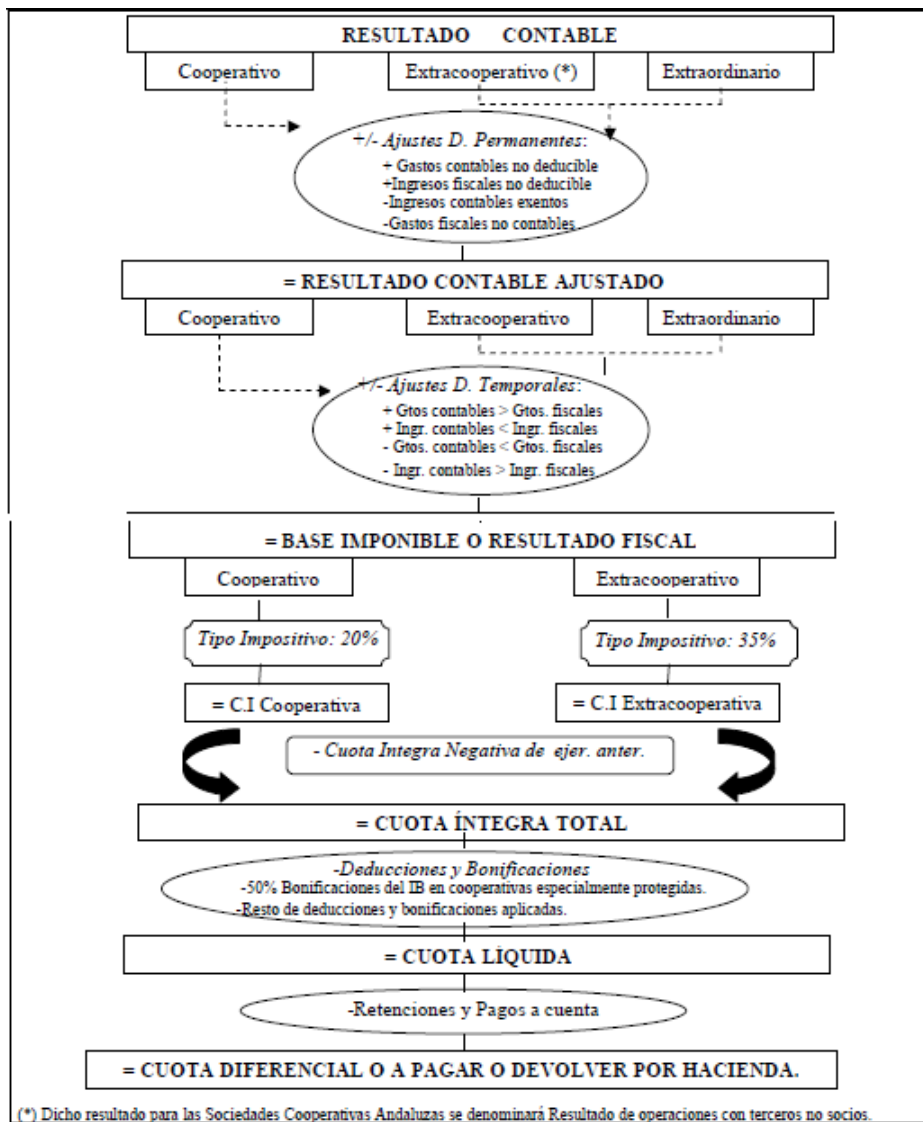 RESULTADO CONTABLE
Cooperativo Extracooperativo (*) Extraordinario
+/- Ajustes D. Permanentes:
+ Gastos contables no deducible
+Ingresos fiscales no deducible
-Ingresos contables exentos
-Gastos fiscales no contables
= RESULTADO CONTABLE AJUSTADO
Cooperativo Extracooperativo Extraordinario
+/- Ajustes D. Temporales:
+ Gtos contables > Gtos. fiscales
+ Ingr. contables < Ingr. fiscales
- Gtos. contables < Gtos. fiscales
- Ingr. contables > Ingr. fiscales
= BASE IMPONIBLE O RESULTADO FISCAL
Cooperativo Extracooperativo
Tipo Impositivo: 20% Tipo Impositivo: 35%
= C.I Cooperativa = C.I Extracooperativa
- Cuota Integra Negativa de ejer. anter.
= CUOTA ÍNTEGRA TOTAL
-Deducciones y Bonificaciones
-50% Bonificaciones del IB en cooperativas especialmente protegidas.
-Resto de deducciones y bonificaciones aplicadas.
= CUOTA LÍQUIDA
-Retenciones y Pagos a cuenta
= CUOTA DIFERENCIAL O A PAGAR O DEVOLVER POR HACIENDA.
(*) Dicho resultado para las Sociedades Cooperativas Andaluzas se denominará Resultado de operaciones con terceros no socios.